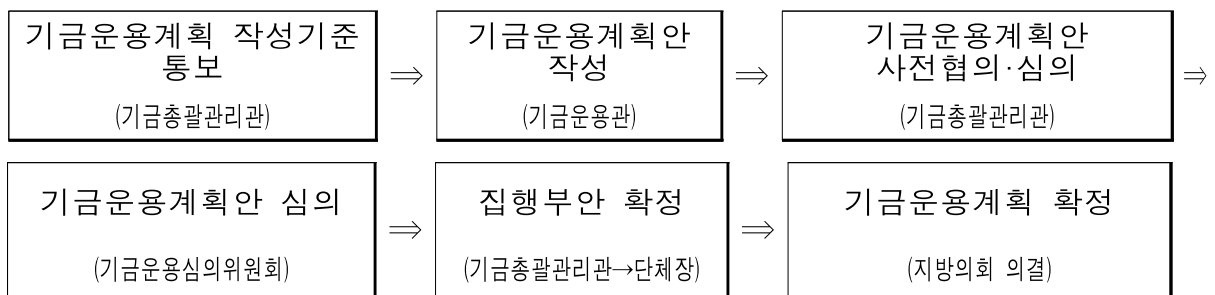 기금운용계획 작성기준
통보
(기금총괄관리관)
⇒
기금운용계획안
작성
(기금운용관)
⇒
기금운용계획안
사전협의·심의
(기금총괄관리관)
⇒
기금운용계획안 심의
(기금운용심의위원회)
⇒
집행부안 확정
(기금총괄관리관→단체장)
⇒
기금운용계획 확정
(지방의회 의결)